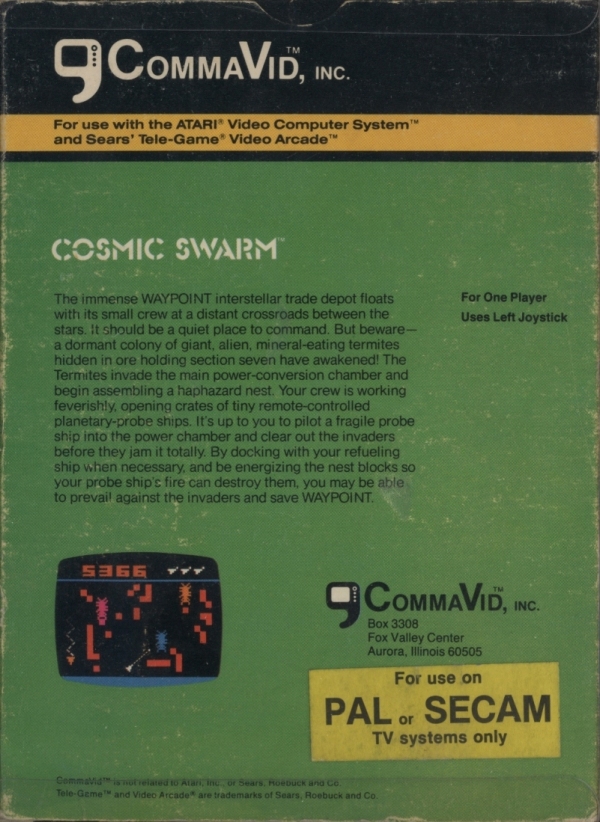 COMMAVID™, INC.
For use with the ATARI® Video Computer System™
and Sears' Tele-Game® Video Arcade™
COSMIC SWARM™
The immense WAYPOINT interstellar trade depot floats
with its small crew at a distant crossroads between the
stars. It should be a quiet place to command. But beware—
a dormant colony of giant, alien, mineral-eating termites
hidden in ore holding section seven have awakened! The
Termites invade the main power-conversion chamber and
begin assembling a haphazard nest. Your crew is working
feverishly, opening crates of tiny remote-controlled
planetary-probe ships. It's up to you to pilot a fragile probe
ship into the power chamber and clear out the invaders
before they jam it totally. By docking with your refueling
ship when necessary, and be energizing the nest blocks so
your probe ship's fire can destroy them, you may be able
to prevail against the invaders and save WAYPOINT.
For One Player
Uses Left Joystick
5366
COMMAVID™, INC.
Box 3308
Fox Valley Center
Aurora, Illinois 60505
For use on
PAL or SECAM
TV systems only
CommaVid™ is not related to Atari, Inc., or Sears, Roebuck and Co.
Tele-Game™ and Video Arcade® are trademarks of Sears, Roebuck and Co.